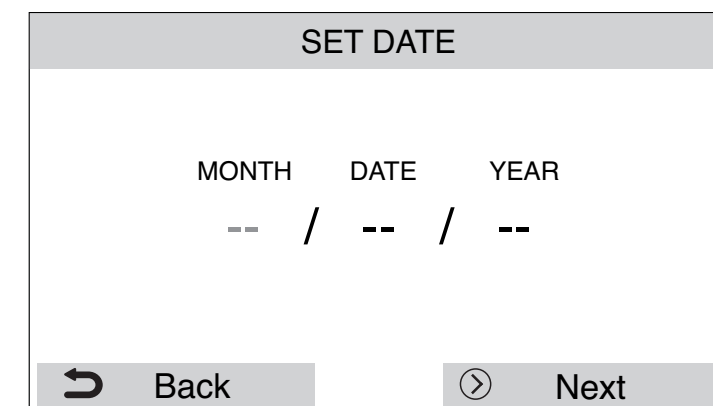 SET DATE
MONTH DATE YEAR
-- / -- / --
Back Next